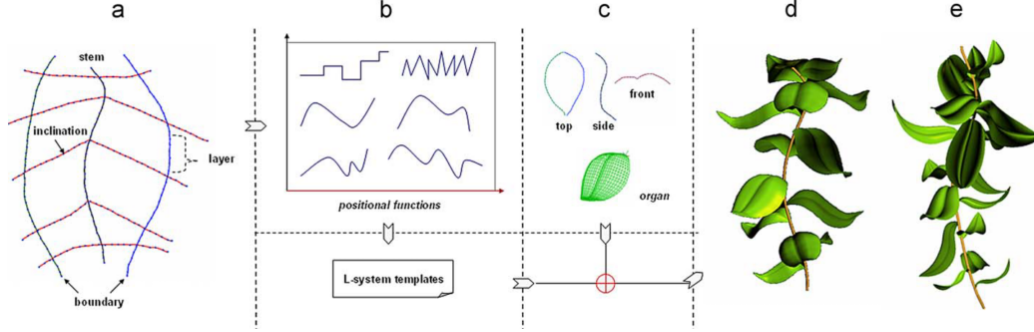 a
b
c
d
e
stem
inclination
layer
boundary
positional functions
L-system templates
top
side
front
organ